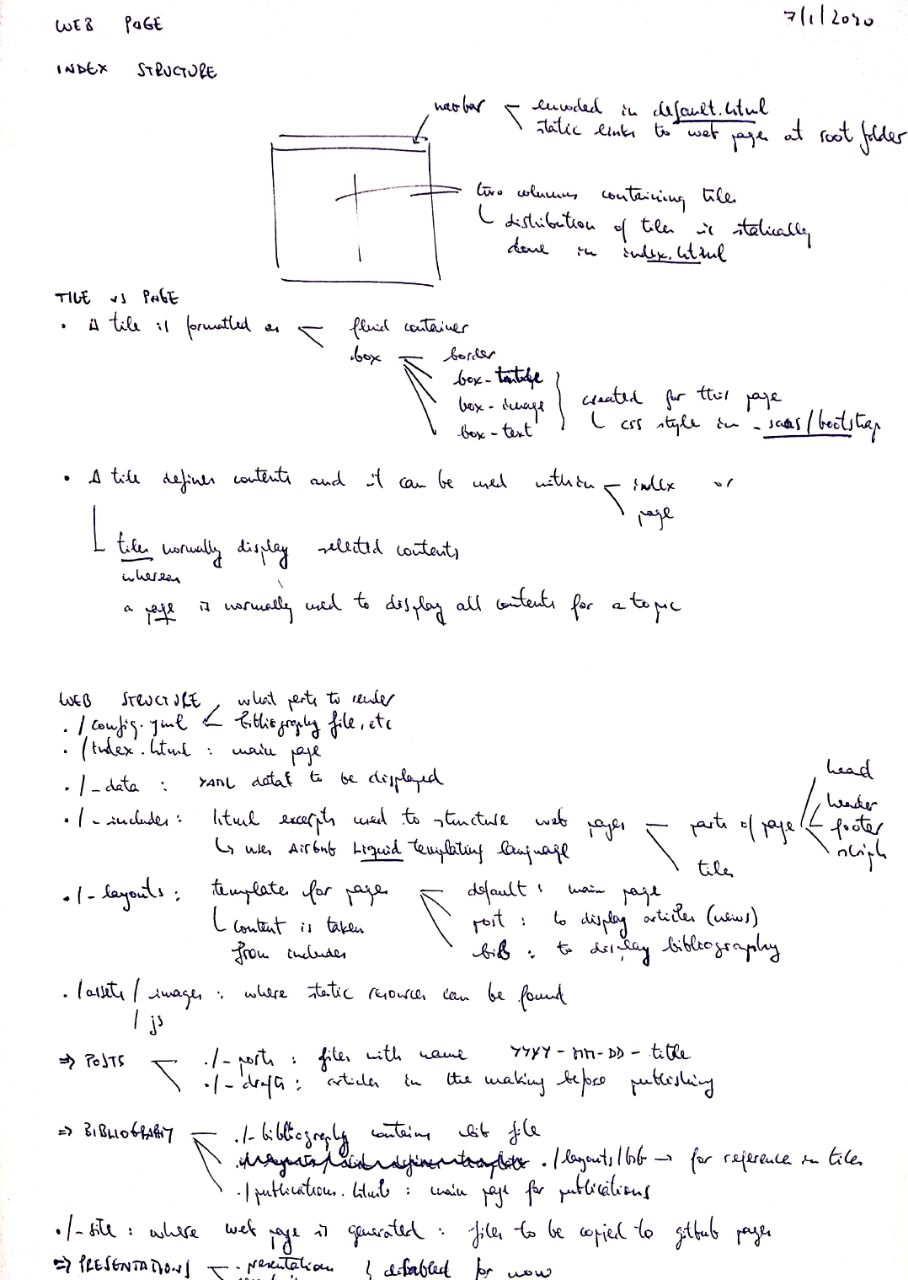 WEB PAGE
7/1/2020
INDEX STRUCTURE
navbar
encoded in default.html
static links to web pages at root folder
two columns containing tiles
distribution of tiles is statically
done in index.html
TILE VS PAGE
• A tile is formatted as
fluid container
box
border
box-
box-image
box-text
created for this page
css style in _sass/bootstrap
• A tile defines contents and it can be used within
index or
page
tiles normally display selected contents
whereas
a page is normally used to display all contents for a topic
WEB STRUCTURE
what parts to render
./config.yml
bibliography file, etc
./index.html : main page
./_data : YAML data to be displayed
./_includes : html excerpts used to structure web pages
parts of page
head
header
footer
scripts
tiles
uses Airbnb Liquid templating language
./_layouts : template for pages
content is taken
from includes
default : main page
post : to display articles (news)
bib : to display bibliography
./assets/images : where static resources can be found
/js
⇒ POSTS
./_posts : files with name YYYY-MM-DD-title
./_drafts : articles in the making before publishing
⇒ BIBLIOGRAPHY
./_bibliography contains bib file
./layouts/bib → for reference in tiles
./publications.html : main page for publications
./_site : where web page is generated : files to be copied to github pages
⇒ PRESENTATIONS
presentations
disabled for now